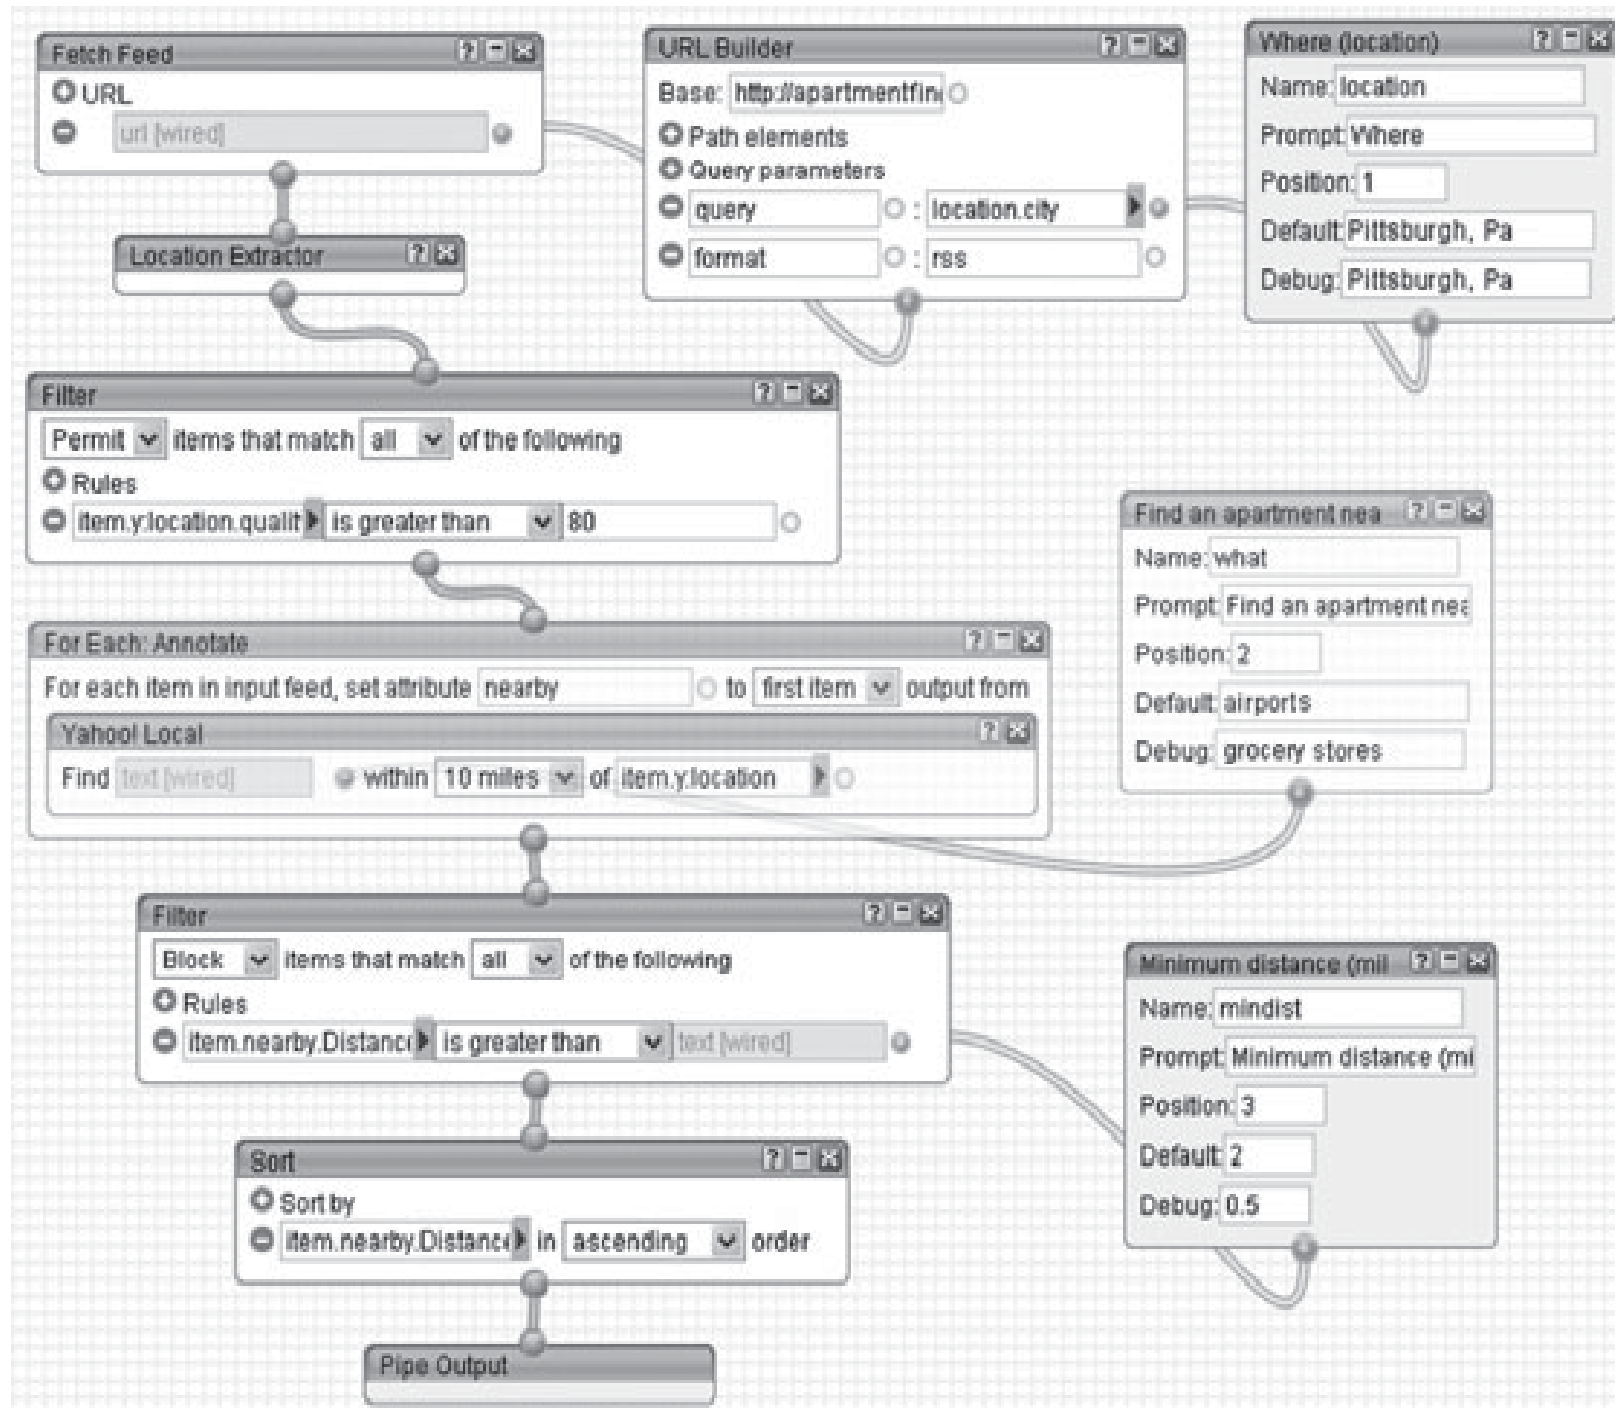 Fetch Feed
URL
url [wired]
URL Builder
Base: http://apartmentfin
Path elements
Query parameters
query : location.city
format : rss
Where (location)
Name: location
Prompt: Where
Position: 1
Default: Pittsburgh, Pa
Debug: Pittsburgh, Pa
Location Extractor
Filter
Permit items that match all of the following
Rules
item.y:location.qualit is greater than 80
Find an apartment nea
Name: what
Prompt: Find an apartment nea
Position: 2
Default: airports
Debug: grocery stores
For Each: Annotate
For each item in input feed, set attribute nearby to first item output from
Yahoo! Local
Find text [wired] within 10 miles of item.y:location
Filter
Block items that match all of the following
Rules
item.nearby.Distance is greater than text [wired]
Minimum distance (mil
Name: mindist
Prompt: Minimum distance (mi
Position: 3
Default: 2
Debug: 0.5
Sort
Sort by
item.nearby.Distance in ascending order
Pipe Output